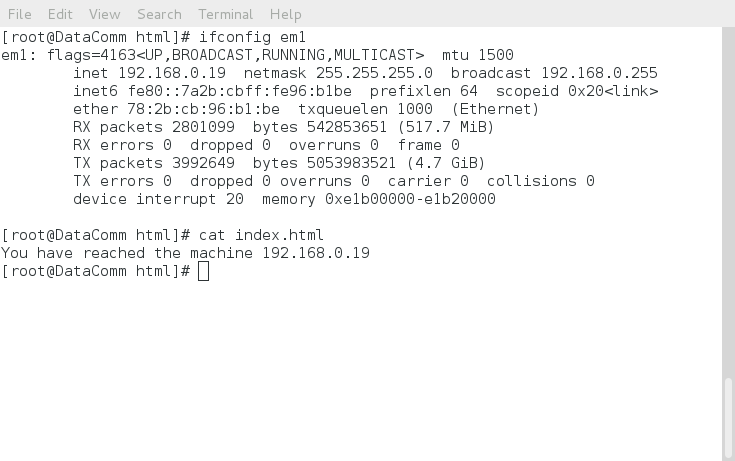 File Edit View Search Terminal Help
[root@DataComm html]# ifconfig em1
em1: flags=4163<UP,BROADCAST,RUNNING,MULTICAST>  mtu 1500
        inet 192.168.0.19  netmask 255.255.255.0  broadcast 192.168.0.255
        inet6 fe80::7a2b:cbff:fe96:b1be  prefixlen 64  scopeid 0x20<link>
        ether 78:2b:cb:96:b1:be  txqueuelen 1000  (Ethernet)
        RX packets 2801099  bytes 542853651 (517.7 MiB)
        RX errors 0  dropped 0  overruns 0  frame 0
        TX packets 3992649  bytes 5053983521 (4.7 GiB)
        TX errors 0  dropped 0 overruns 0  carrier 0  collisions 0
        device interrupt 20  memory 0xe1b00000-e1b20000
[root@DataComm html]# cat index.html
You have reached the machine 192.168.0.19
[root@DataComm html]#